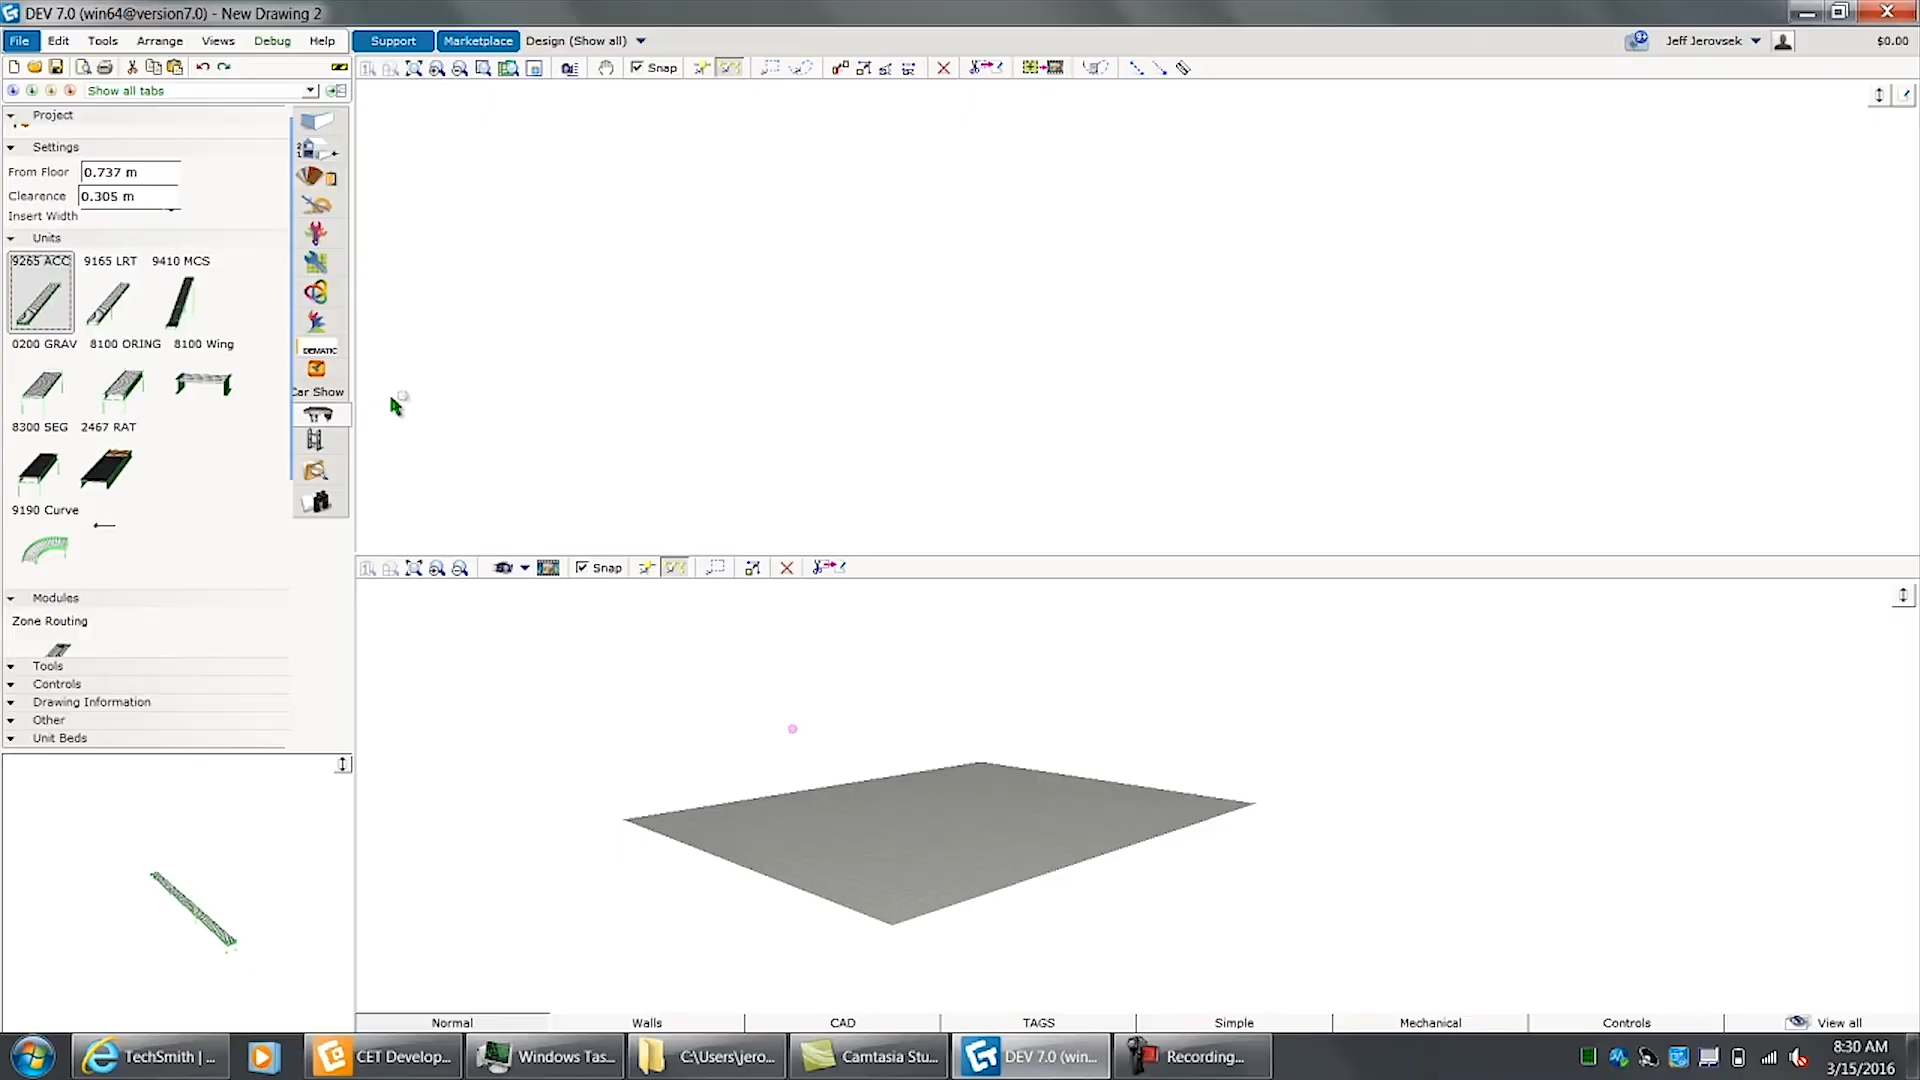 DEV 7.0 (win64@version7.0) - New Drawing 2
File Edit Tools Arrange Views Debug Help Support Marketplace Design (Show all) Jeff Jerovsek $0.00
Snap
Show all tabs
Project
Settings
From Floor 0.737 m
Clearence 0.305 m
Insert Width
Units
9265 ACC 9165 LRT 9410 MCS
0200 GRAV 8100 ORING 8100 Wing
8300 SEG 2467 RAT
9190 Curve
DEMATIC
Car Show
Modules
Zone Routing
Tools
Controls
Drawing Information
Other
Unit Beds
Snap
Normal Walls CAD TAGS Simple Mechanical Controls View all
TechSmith | ... CET Develop... Windows Tas... C:\Users\jero... Camtasia Stu... DEV 7.0 (win... Recording...
8:30 AM
3/15/2016